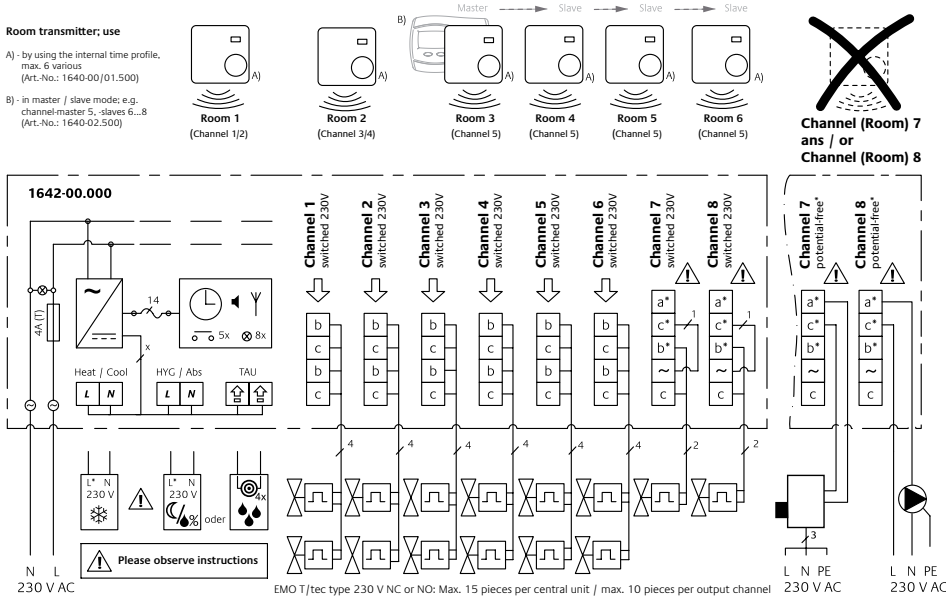 Room transmitter; use
A) - by using the internal time profile,
max. 6 various
(Art.-No.: 1640-00/01.500)
B) - in master / slave mode; e.g.
channel-master 5, -slaves 6...8
(Art.-No.: 1640-02.500)
Master Slave Slave Slave
B)
A) A) A) A) A) A)
Room 1
(Channel 1/2)
Room 2
(Channel 3/4)
Room 3
(Channel 5)
Room 4
(Channel 5)
Room 5
(Channel 5)
Room 6
(Channel 5)
Channel (Room) 7
ans / or
Channel (Room) 8
1642-00.000
4A (T)
~
14
5x 8x
x
Heat / Cool
L N
HYG / Abs
L N
TAU
~ ~
Channel 1
switched 230V
b
c
b
c
Channel 2
switched 230V
b
c
b
c
Channel 3
switched 230V
b
c
b
c
Channel 4
switched 230V
b
c
b
c
Channel 5
switched 230V
b
c
b
c
Channel 6
switched 230V
b
c
b
c
Channel 7
switched 230V
!
a*
c*
b*
~
c
1
Channel 8
switched 230V
!
a*
c*
b*
~
c
1
Channel 7
potential-free*
!
a*
c*
b*
~
c
Channel 8
potential-free*
!
a*
c*
b*
~
c
4 4 4 4 4 4 2 2
L* N
230 V
!
L* N
230 V
%
oder
4x
! Please observe instructions
N L
230 V AC
EMO T/tec type 230 V NC or NO: Max. 15 pieces per central unit / max. 10 pieces per output channel
3
L N PE
230 V AC
L N PE
230 V AC